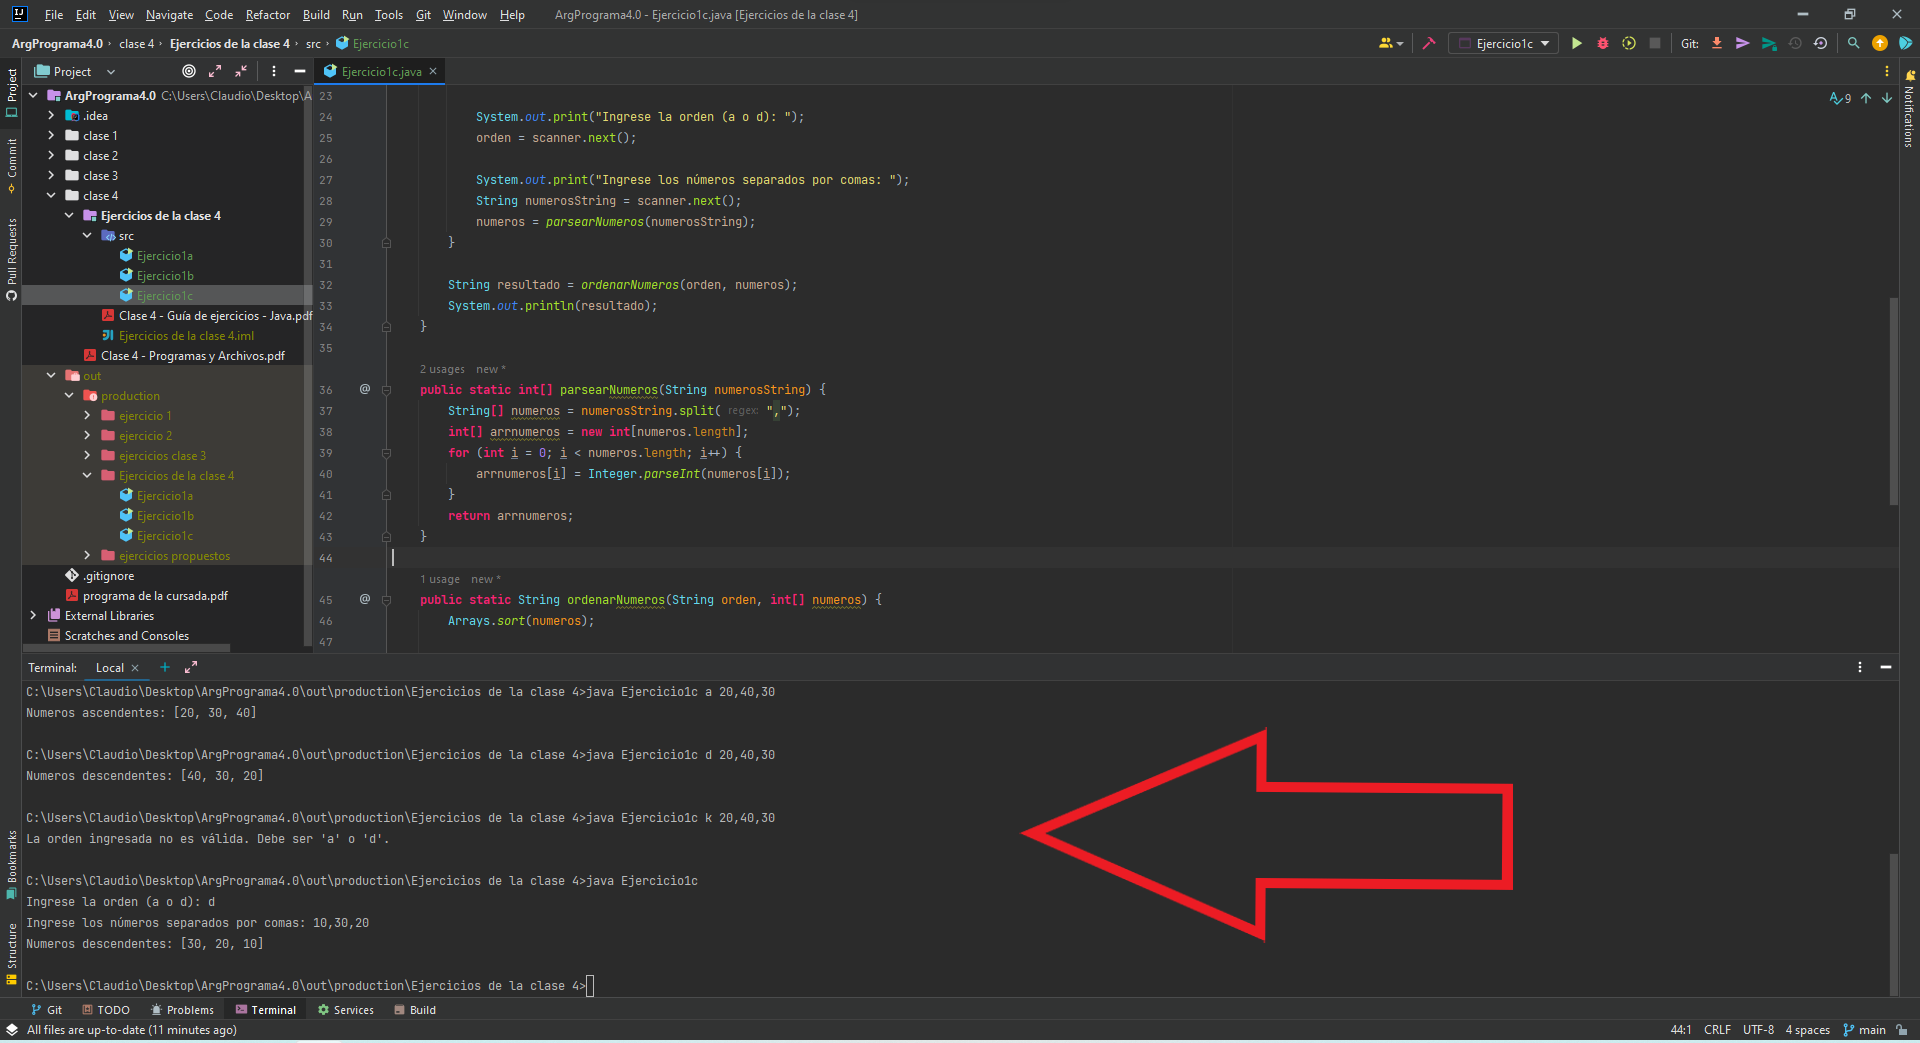 File Edit View Navigate Code Refactor Build Run Tools Git Window Help ArgPrograma4.0 - Ejercicio1c.java [Ejercicios de la clase 4]
ArgPrograma4.0 › clase 4 › Ejercicios de la clase 4 › src › Ejercicio1c Ejercicio1c Git:
Project Ejercicio1c.java
Project
Commit
Pull Requests
Bookmarks
Structure
Notifications
ArgPrograma4.0 C:\Users\Claudio\Desktop\A
.idea
clase 1
clase 2
clase 3
clase 4
Ejercicios de la clase 4
src
Ejercicio1a
Ejercicio1b
Ejercicio1c
Clase 4 - Guía de ejercicios - Java.pdf
Ejercicios de la clase 4.iml
Clase 4 - Programas y Archivos.pdf
out
production
ejercicio 1
ejercicio 2
ejercicios clase 3
Ejercicios de la clase 4
Ejercicio1a
Ejercicio1b
Ejercicio1c
ejercicios propuestos
.gitignore
programa de la cursada.pdf
External Libraries
Scratches and Consoles
9
23
24 System.out.print("Ingrese la orden (a o d): ");
25 orden = scanner.next();
26
27 System.out.print("Ingrese los números separados por comas: ");
28 String numerosString = scanner.next();
29 numeros = parsearNumeros(numerosString);
30 }
31
32 String resultado = ordenarNumeros(orden, numeros);
33 System.out.println(resultado);
34 }
35
2 usages new *
36 @ public static int[] parsearNumeros(String numerosString) {
37 String[] numeros = numerosString.split( regex: ",");
38 int[] arrnumeros = new int[numeros.length];
39 for (int i = 0; i < numeros.length; i++) {
40 arrnumeros[i] = Integer.parseInt(numeros[i]);
41 }
42 return arrnumeros;
43 }
44
1 usage new *
45 @ public static String ordenarNumeros(String orden, int[] numeros) {
46 Arrays.sort(numeros);
47
Terminal: Local
C:\Users\Claudio\Desktop\ArgPrograma4.0\out\production\Ejercicios de la clase 4>java Ejercicio1c a 20,40,30
Numeros ascendentes: [20, 30, 40]
C:\Users\Claudio\Desktop\ArgPrograma4.0\out\production\Ejercicios de la clase 4>java Ejercicio1c d 20,40,30
Numeros descendentes: [40, 30, 20]
C:\Users\Claudio\Desktop\ArgPrograma4.0\out\production\Ejercicios de la clase 4>java Ejercicio1c k 20,40,30
La orden ingresada no es válida. Debe ser 'a' o 'd'.
C:\Users\Claudio\Desktop\ArgPrograma4.0\out\production\Ejercicios de la clase 4>java Ejercicio1c
Ingrese la orden (a o d): d
Ingrese los números separados por comas: 10,30,20
Numeros descendentes: [30, 20, 10]
C:\Users\Claudio\Desktop\ArgPrograma4.0\out\production\Ejercicios de la clase 4>
Git TODO Problems Terminal Services Build
All files are up-to-date (11 minutes ago) 44:1 CRLF UTF-8 4 spaces main